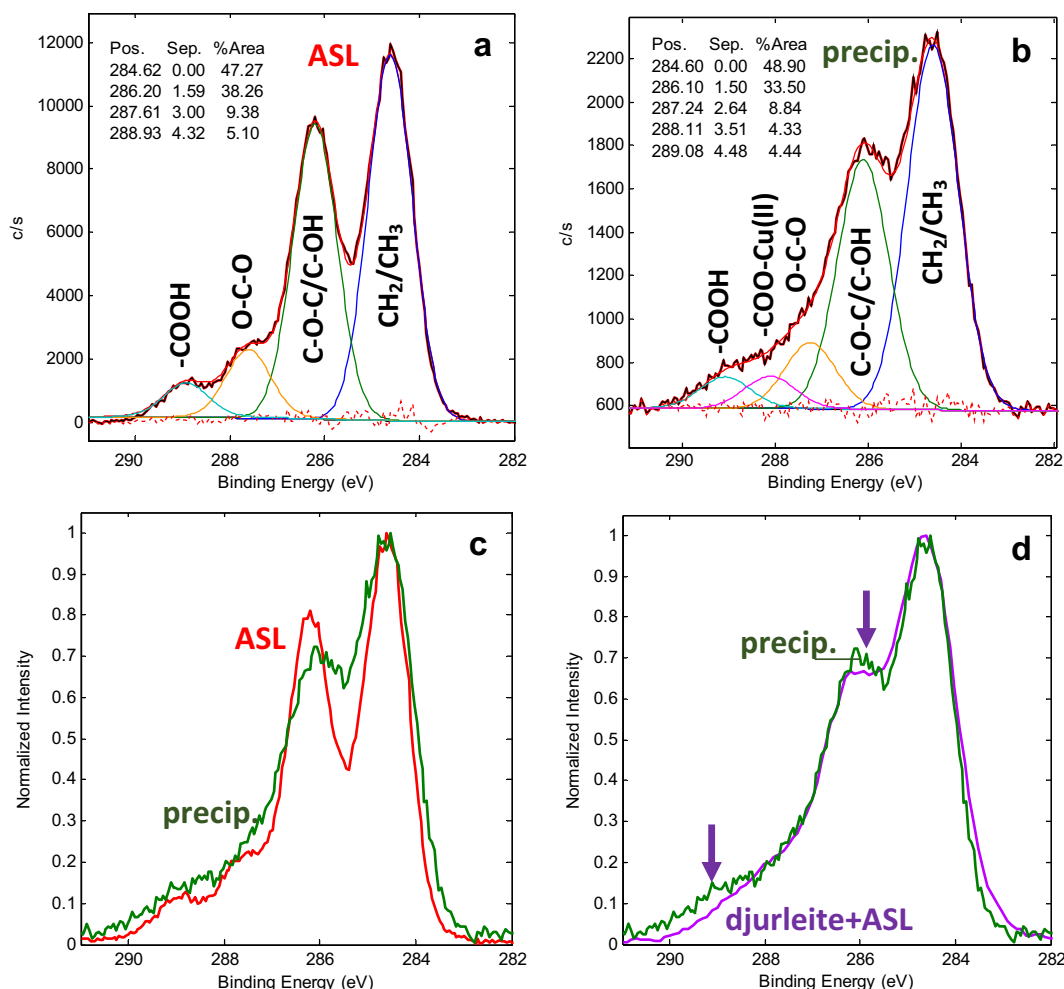 a
ASL
Pos. Sep. %Area
284.62 0.00 47.27
286.20 1.59 38.26
287.61 3.00 9.38
288.93 4.32 5.10
12000
10000
8000
6000
4000
2000
0
c/s
-COOH
O-C-O
C-O-C/C-OH
CH2/CH3
290 288 286 284 282
Binding Energy (eV)
b
precip.
Pos. Sep. %Area
284.60 0.00 48.90
286.10 1.50 33.50
287.24 2.64 8.84
288.11 3.51 4.33
289.08 4.48 4.44
2200
2000
1800
1600
1400
1200
1000
800
600
c/s
-COOH
-COO-Cu(II)
O-C-O
C-O-C/C-OH
CH2/CH3
290 288 286 284 282
Binding Energy (eV)
c
1
0.9
0.8
0.7
0.6
0.5
0.4
0.3
0.2
0.1
0
Normalized Intensity
ASL
precip.
290 288 286 284 282
Binding Energy (eV)
d
1
0.9
0.8
0.7
0.6
0.5
0.4
0.3
0.2
0.1
0
Normalized Intensity
precip.
djurleite+ASL
290 288 286 284 282
Binding Energy (eV)